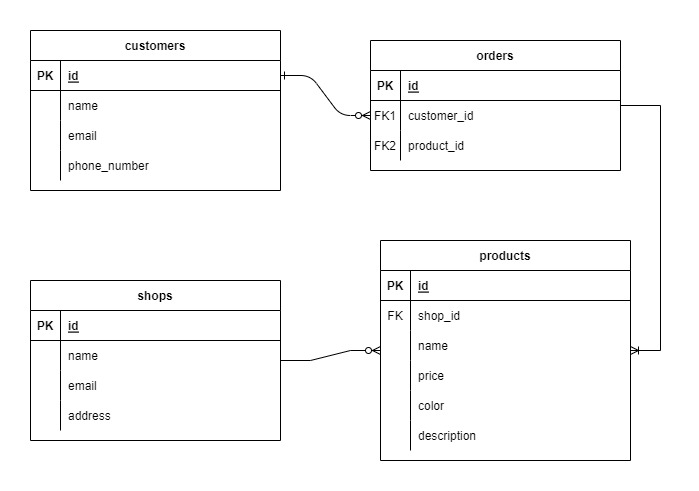 customers
PK id
name
email
phone_number
orders
PK id
FK1 customer_id
FK2 product_id
shops
PK id
name
email
address
products
PK id
FK shop_id
name
price
color
description